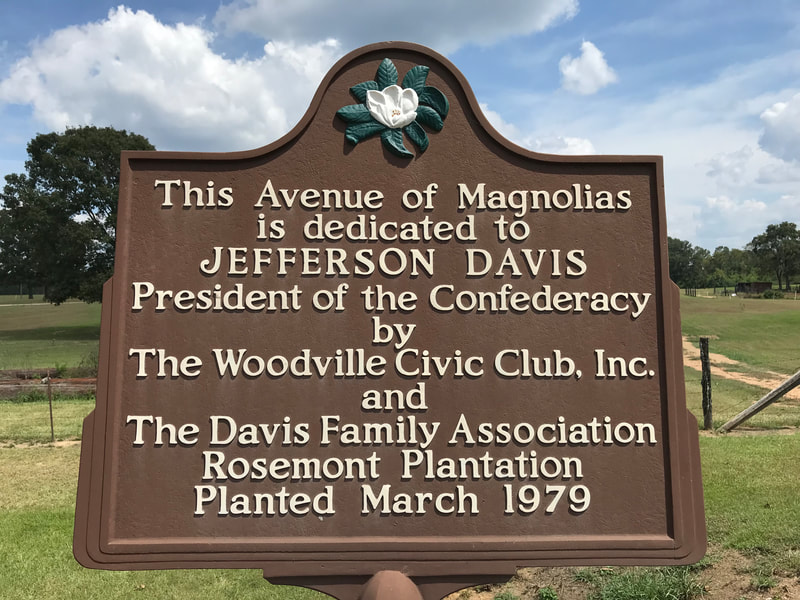 This Avenue of Magnolias
is dedicated to
JEFFERSON DAVIS
President of the Confederacy
by
The Woodville Civic Club, Inc.
and
The Davis Family Association
Rosemont Plantation
Planted March 1979